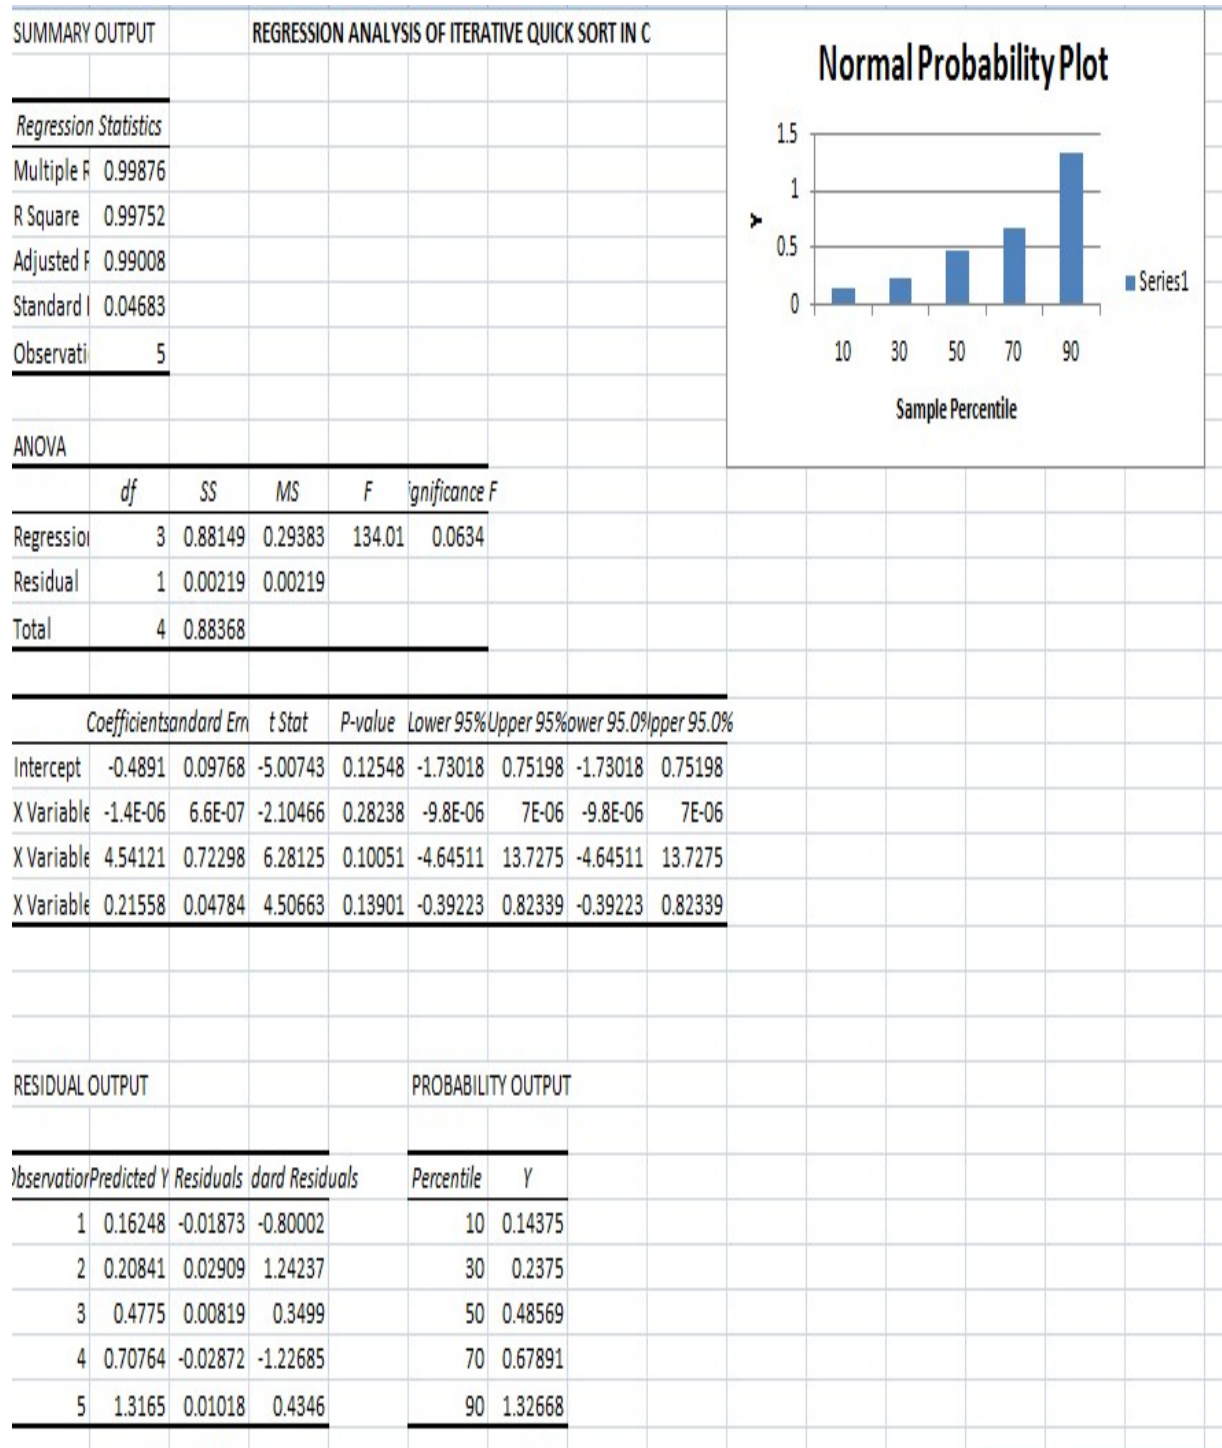 SUMMARY OUTPUT REGRESSION ANALYSIS OF ITERATIVE QUICK SORT IN C
Regression Statistics
Multiple R 0.99876
R Square 0.99752
Adjusted F 0.99008
Standard 0.04683
Observati 5
Normal Probability Plot
1.5
1
0.5
0
Y
10 30 50 70 90
Sample Percentile
Series1
ANOVA
df SS MS F ignificance F
Regression 3 0.88149 0.29383 134.01 0.0634
Residual 1 0.00219 0.00219
Total 4 0.88368
Coefficients andard Erro t Stat P-value Lower 95% Upper 95% ower 95.0% pper 95.0%
Intercept -0.4891 0.09768 -5.00743 0.12548 -1.73018 0.75198 -1.73018 0.75198
X Variable -1.4E-06 6.6E-07 -2.10466 0.28238 -9.8E-06 7E-06 -9.8E-06 7E-06
X Variable 4.54121 0.72298 6.28125 0.10051 -4.64511 13.7275 -4.64511 13.7275
X Variable 0.21558 0.04784 4.50663 0.13901 -0.39223 0.82339 -0.39223 0.82339
RESIDUAL OUTPUT PROBABILITY OUTPUT
Observation Predicted Y Residuals dard Residuals Percentile Y
1 0.16248 -0.01873 -0.80002 10 0.14375
2 0.20841 0.02909 1.24237 30 0.2375
3 0.4775 0.00819 0.3499 50 0.48569
4 0.70764 -0.02872 -1.22685 70 0.67891
5 1.3165 0.01018 0.4346 90 1.32668